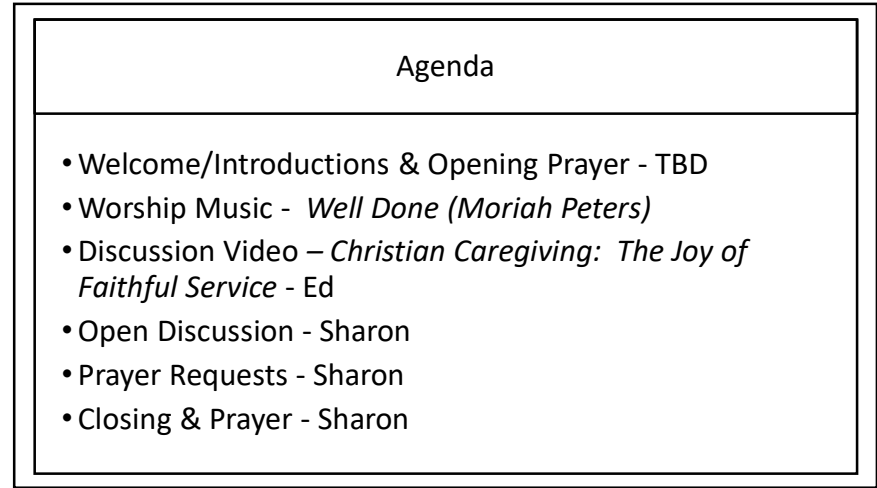 Agenda
• Welcome/Introductions & Opening Prayer - TBD
• Worship Music -  Well Done (Moriah Peters)
• Discussion Video – Christian Caregiving:  The Joy of
Faithful Service - Ed
• Open Discussion - Sharon
• Prayer Requests - Sharon
• Closing & Prayer - Sharon